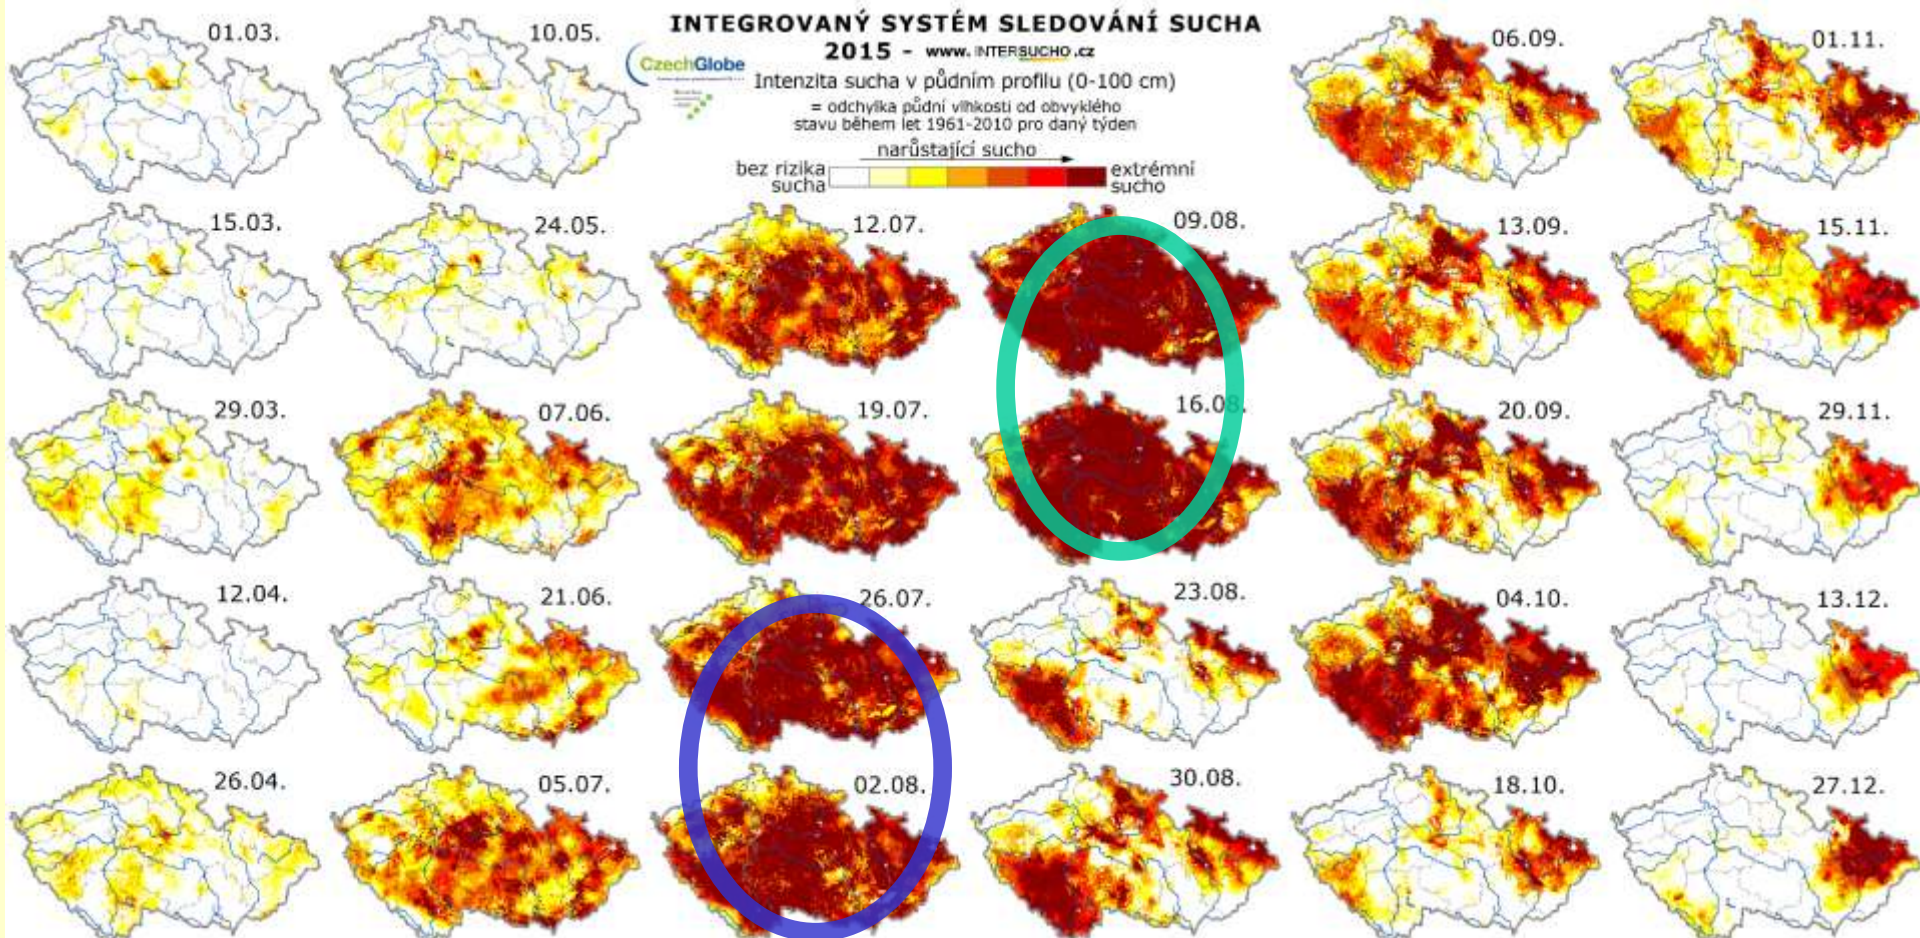 INTEGROVANÝ SYSTÉM SLEDOVÁNÍ SUCHA
2015 - www.INTERSUCHO.cz
CzechGlobe
Intenzita sucha v půdním profilu (0-100 cm)
= odchylka půdní vlhkosti od obvyklého
stavu během let 1961-2010 pro daný týden
narůstající sucho
bez rizika
sucha
extrémní
sucho
01.03.
15.03.
29.03.
12.04.
26.04.
10.05.
24.05.
07.06.
21.06.
05.07.
12.07.
19.07.
26.07.
02.08.
09.08.
16.08.
23.08.
30.08.
06.09.
13.09.
20.09.
04.10.
18.10.
01.11.
15.11.
29.11.
13.12.
27.12.